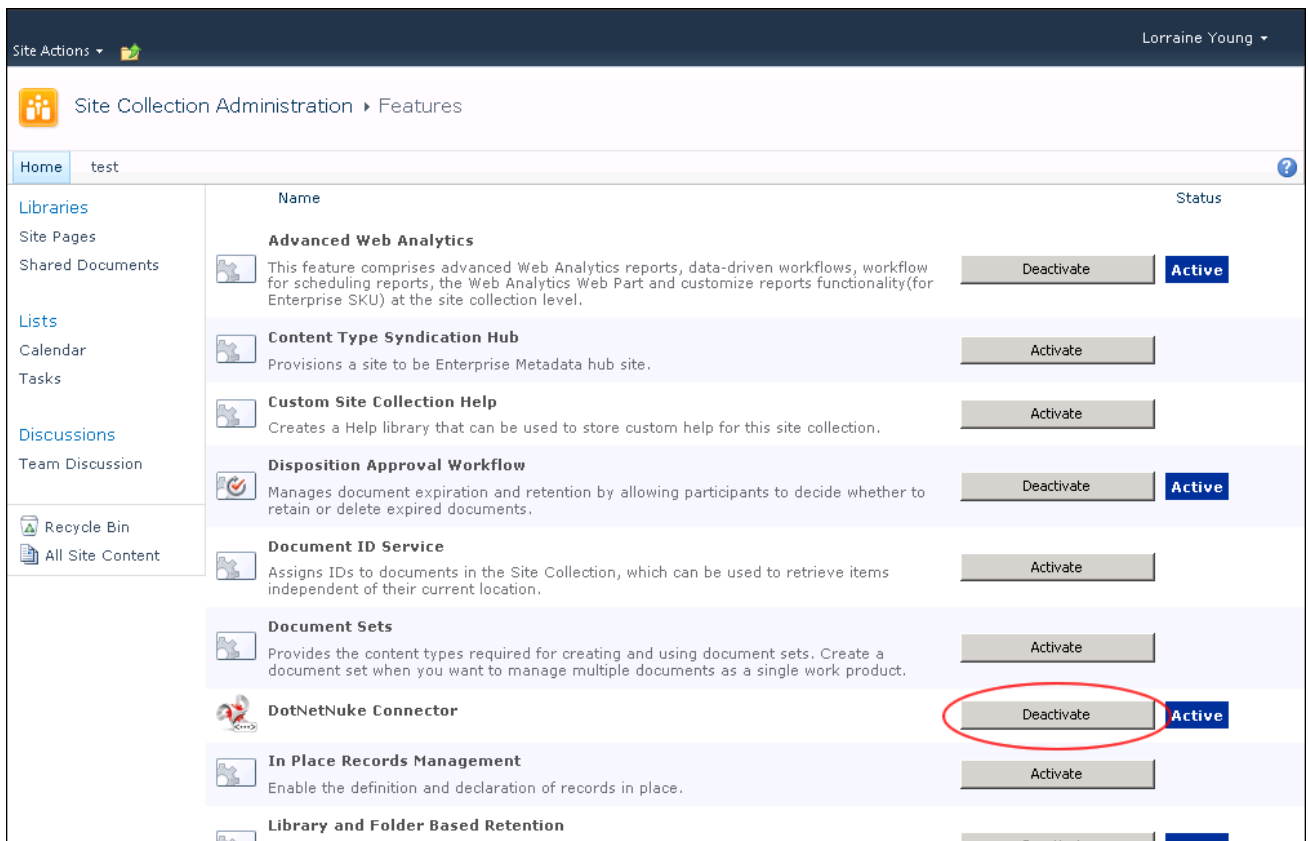 Site Actions
Lorraine Young
Site Collection Administration Features
Home test
Libraries
Site Pages
Shared Documents
Lists
Calendar
Tasks
Discussions
Team Discussion
Recycle Bin
All Site Content
Name Status
Advanced Web Analytics
This feature comprises advanced Web Analytics reports, data-driven workflows, workflow
for scheduling reports, the Web Analytics Web Part and customize reports functionality(for
Enterprise SKU) at the site collection level.
Deactivate Active
Content Type Syndication Hub
Provisions a site to be Enterprise Metadata hub site.
Activate
Custom Site Collection Help
Creates a Help library that can be used to store custom help for this site collection.
Activate
Disposition Approval Workflow
Manages document expiration and retention by allowing participants to decide whether to
retain or delete expired documents.
Deactivate Active
Document ID Service
Assigns IDs to documents in the Site Collection, which can be used to retrieve items
independent of their current location.
Activate
Document Sets
Provides the content types required for creating and using document sets. Create a
document set when you want to manage multiple documents as a single work product.
Activate
DotNetNuke Connector
Deactivate Active
In Place Records Management
Enable the definition and declaration of records in place.
Activate
Library and Folder Based Retention